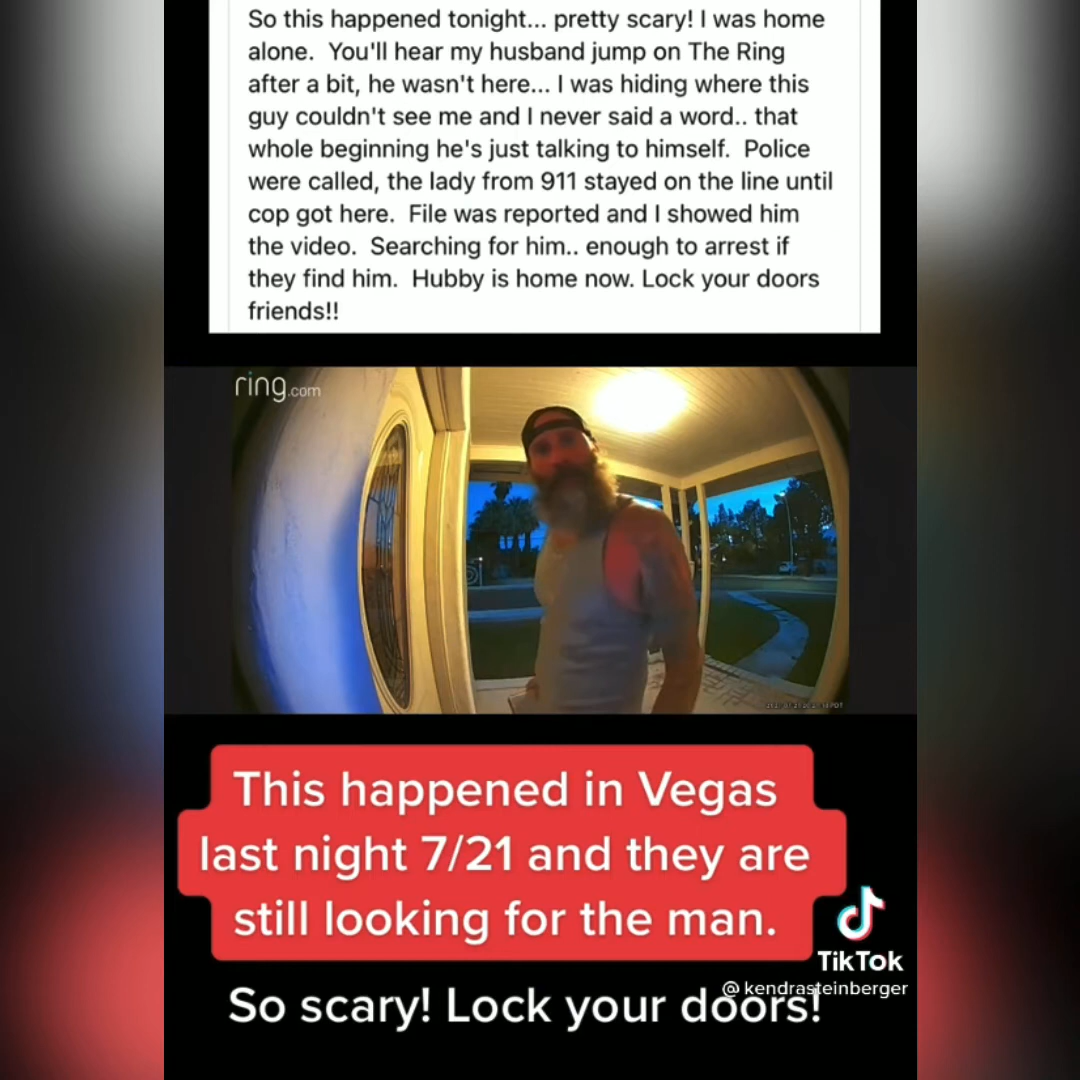 So this happened tonight... pretty scary! I was home
alone. You'll hear my husband jump on The Ring
after a bit, he wasn't here... I was hiding where this
guy couldn't see me and I never said a word.. that
whole beginning he's just talking to himself. Police
were called, the lady from 911 stayed on the line until
cop got here. File was reported and I showed him
the video. Searching for him.. enough to arrest if
they find him. Hubby is home now. Lock your doors
friends!!
ring.com
This happened in Vegas
last night 7/21 and they are
still looking for the man.
TikTok
@kendrasteinberger
So scary! Lock your doors!